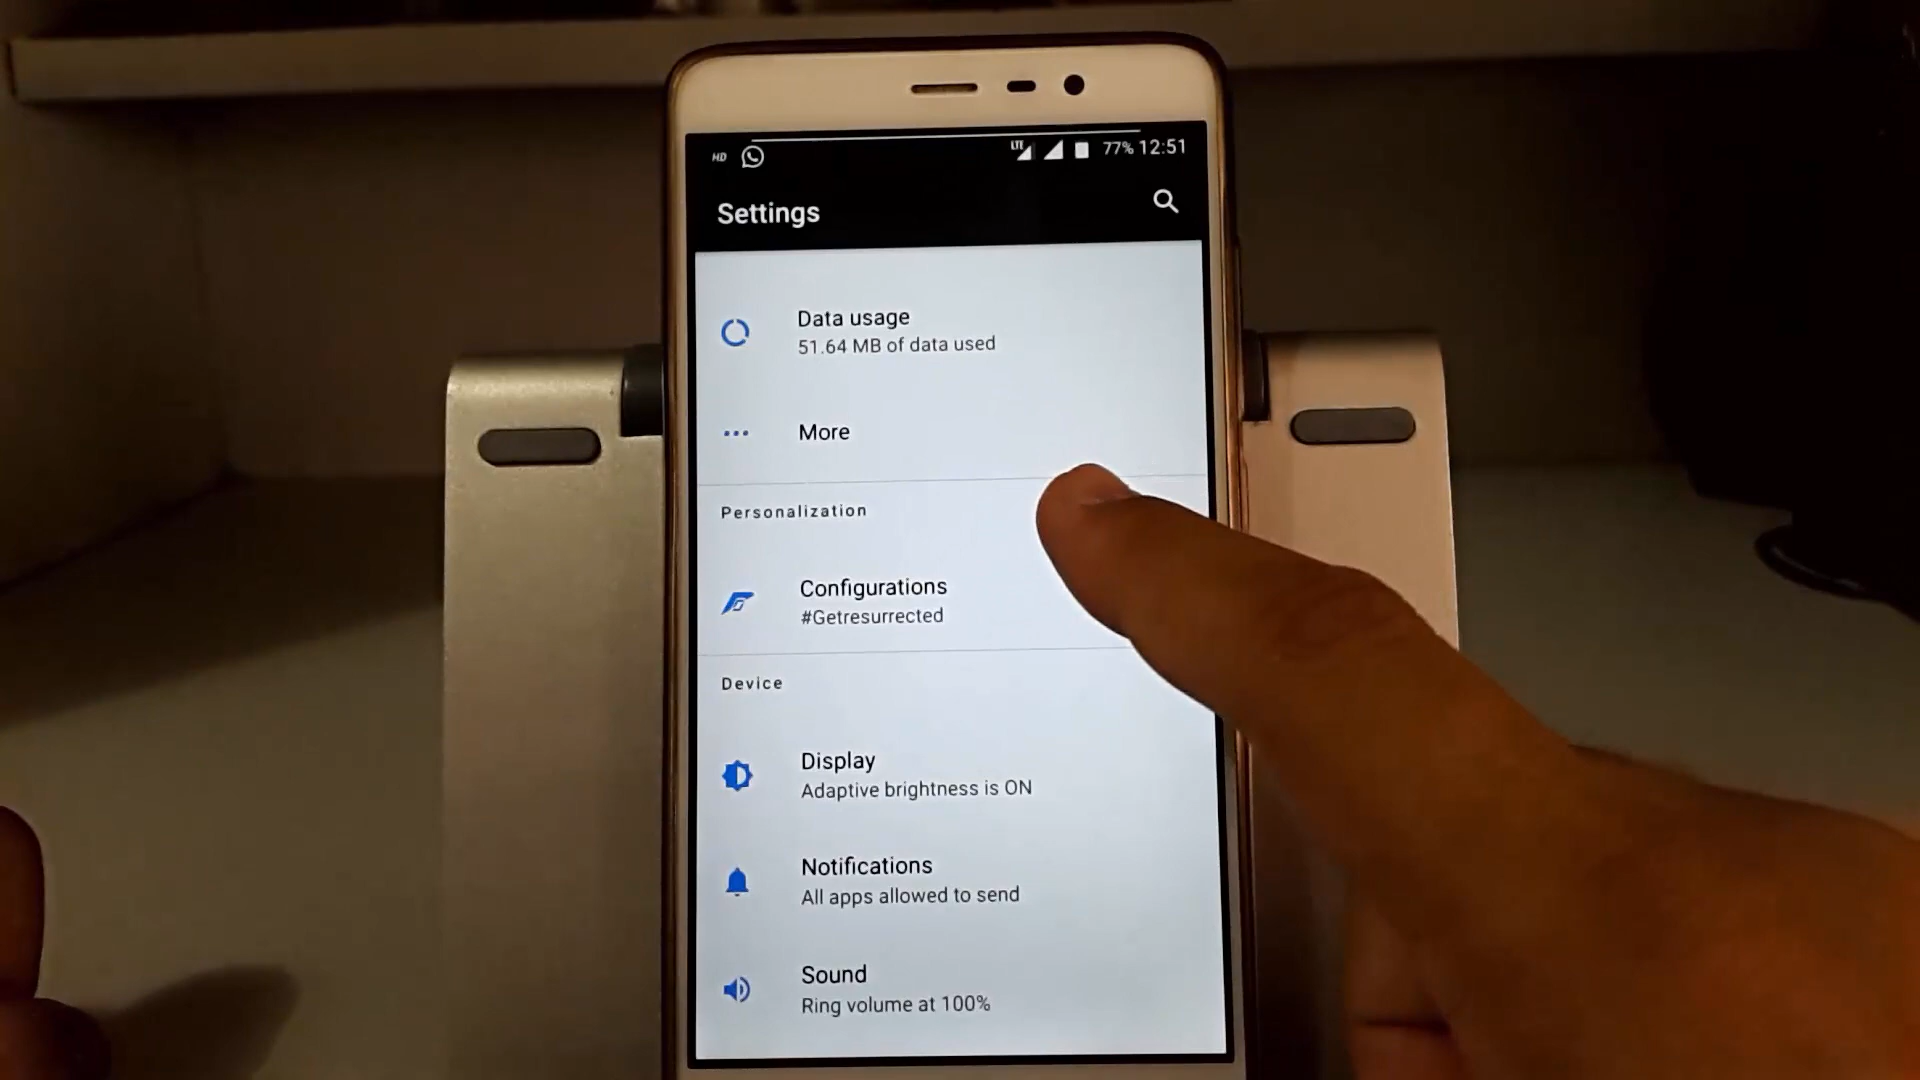 HD LTE 77% 12:51
Settings
Data usage
51.64 MB of data used
More
Personalization
Configurations
#Getresurrected
Device
Display
Adaptive brightness is ON
Notifications
All apps allowed to send
Sound
Ring volume at 100%